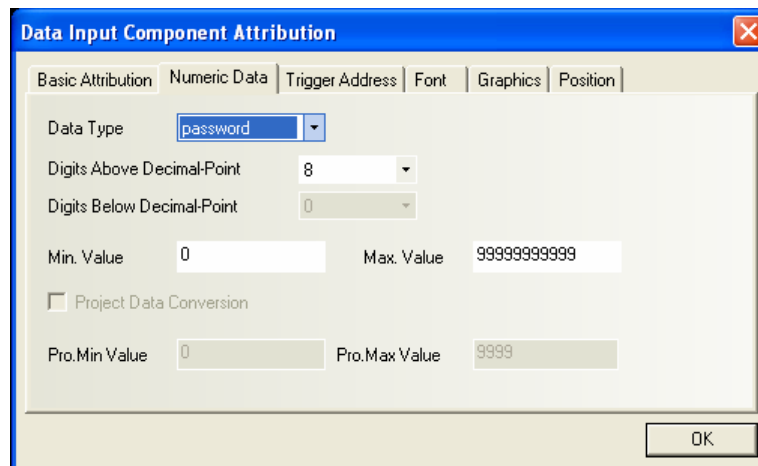 Data Input Component Attribution
Basic Attribution Numeric Data Trigger Address Font Graphics Position
Data Type password
Digits Above Decimal-Point 8
Digits Below Decimal-Point 0
Min. Value 0 Max. Value 99999999999
Project Data Conversion
Pro.Min Value 0 Pro.Max Value 9999
OK